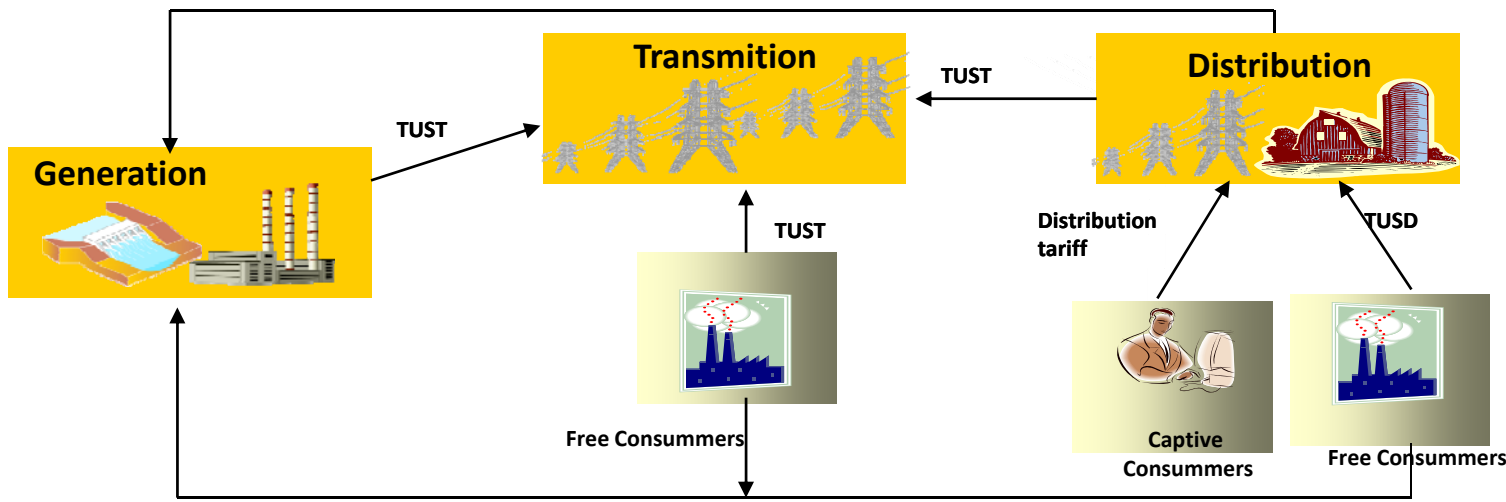 Transmition
Distribution
TUST
TUST
Generation
TUST
Distribution
tariff
TUSD
Free Consummers
Captive
Consummers
Free Consummers